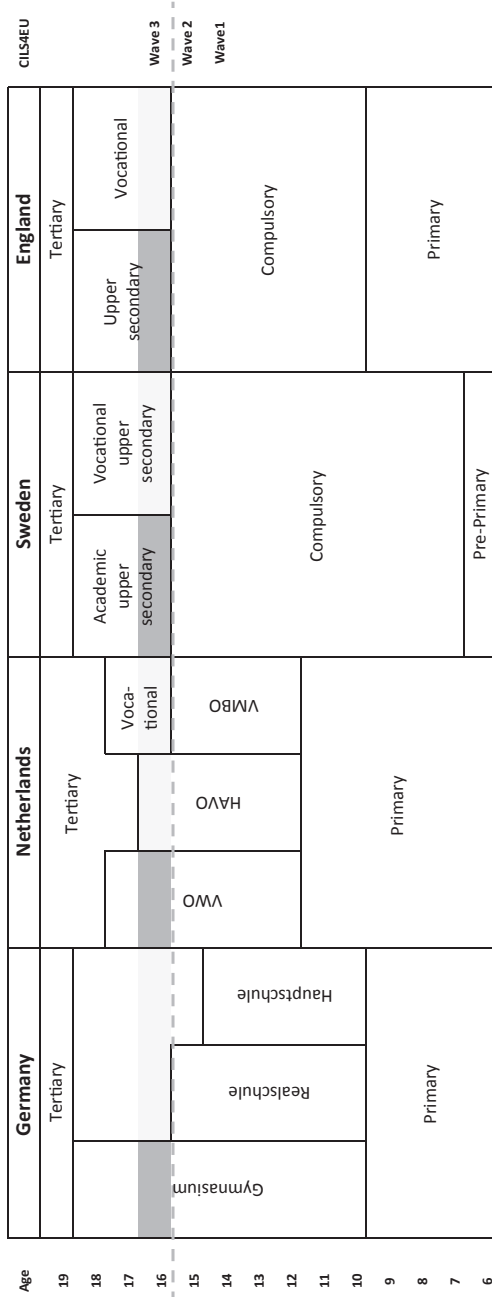 Age
Germany
Netherlands
Sweden
England
CILS4EU
19
Tertiary
Tertiary
Tertiary
Tertiary
18
17
16
Voca-
tional
Academic
upper
secondary
Vocational
upper
secondary
Upper
secondary
Vocational
Wave 3
15
14
13
12
11
10
Gymnasium
Realschule
Hauptschule
VWO
HAVO
VMBO
Compulsory
Compulsory
Wave 2
Wave1
9
8
7
6
Primary
Primary
Pre-Primary
Primary